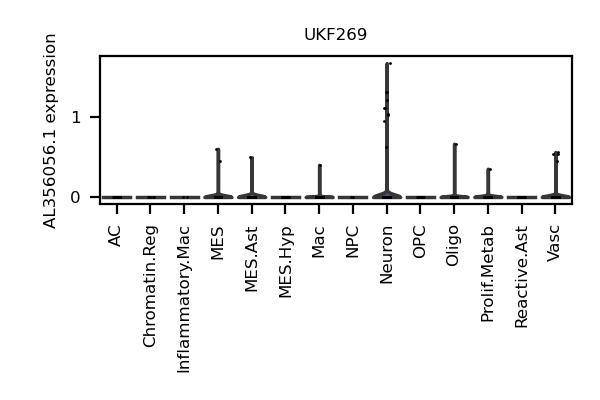 UKF269
AL356056.1 expression
1
0
AC
Chromatin.Reg
Inflammatory.Mac
MES
MES.Ast
MES.Hyp
Mac
NPC
Neuron
OPC
Oligo
Prolif.Metab
Reactive.Ast
Vasc